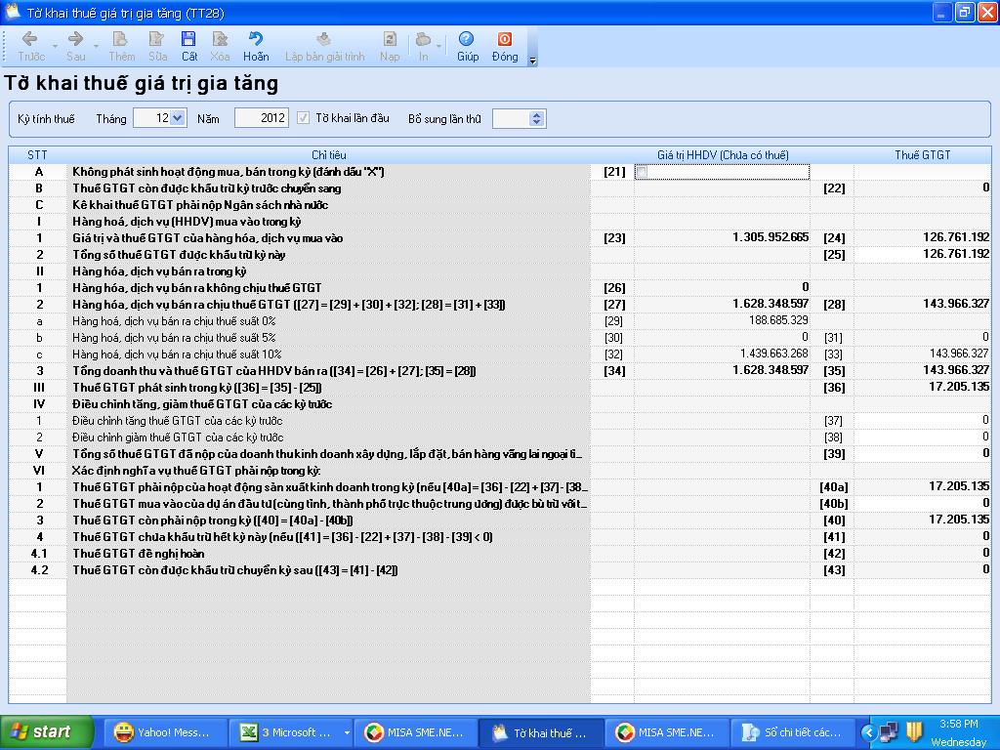 Tờ khai thuế giá trị gia tăng (TT28)
Trước Sau Thêm Sửa Cất Xóa Hoãn Lập bản giải trình Nạp In Giúp Đóng
Tờ khai thuế giá trị gia tăng
Kỳ tính thuế Tháng 12 Năm 2012 Tờ khai lần đầu Bổ sung lần thứ
STT Chỉ tiêu Giá trị HHDV (Chưa có thuế) Thuế GTGT
A Không phát sinh hoạt động mua, bán trong kỳ (đánh dấu "X") [21]
B Thuế GTGT còn được khấu trừ kỳ trước chuyển sang [22] 0
C Kê khai thuế GTGT phải nộp Ngân sách nhà nước
I Hàng hoá, dịch vụ (HHDV) mua vào trong kỳ
1 Giá trị và thuế GTGT của hàng hóa, dịch vụ mua vào [23] 1.305.952.665 [24] 126.761.192
2 Tổng số thuế GTGT được khấu trừ kỳ này [25] 126.761.192
II Hàng hóa, dịch vụ bán ra trong kỳ
1 Hàng hóa, dịch vụ bán ra không chịu thuế GTGT [26] 0
2 Hàng hóa, dịch vụ bán ra chịu thuế GTGT ([27] = [29] + [30] + [32]; [28] = [31] + [33]) [27] 1.628.348.597 [28] 143.966.327
a Hàng hoá, dịch vụ bán ra chịu thuế suất 0% [29] 188.685.329
b Hàng hoá, dịch vụ bán ra chịu thuế suất 5% [30] 0 [31] 0
c Hàng hoá, dịch vụ bán ra chịu thuế suất 10% [32] 1.439.663.268 [33] 143.966.327
3 Tổng doanh thu và thuế GTGT của HHDV bán ra ([34] = [26] + [27]; [35] = [28]) [34] 1.628.348.597 [35] 143.966.327
III Thuế GTGT phát sinh trong kỳ ([36] = [35] - [25]) [36] 17.205.135
IV Điều chỉnh tăng, giảm thuế GTGT của các kỳ trước
1 Điều chỉnh tăng thuế GTGT của các kỳ trước [37] 0
2 Điều chỉnh giảm thuế GTGT của các kỳ trước [38] 0
V Tổng số thuế GTGT đã nộp của doanh thu kinh doanh xây dựng, lắp đặt, bán hàng vãng lai ngoại tỉ... [39] 0
VI Xác định nghĩa vụ thuế GTGT phải nộp trong kỳ:
1 Thuế GTGT phải nộp của hoạt động sản xuất kinh doanh trong kỳ (nếu [40a] = [36] - [22] + [37] - [38... [40a] 17.205.135
2 Thuế GTGT mua vào của dự án đầu tư (cùng tỉnh, thành phố trực thuộc trung ương) được bù trừ với t... [40b] 0
3 Thuế GTGT còn phải nộp trong kỳ ([40] = [40a] - [40b]) [40] 17.205.135
4 Thuế GTGT chưa khấu trừ hết kỳ này (nếu ([41] = [36] - [22] + [37] - [38] - [39] < 0) [41] 0
4.1 Thuế GTGT đề nghị hoàn [42] 0
4.2 Thuế GTGT còn được khấu trừ chuyển kỳ sau ([43] = [41] - [42]) [43] 0
start Yahoo! Mess... 3 Microsoft ... MISA SME.NE... Tờ khai thuế ... MISA SME.NE... Sổ chi tiết các... 3:58 PM
Wednesday